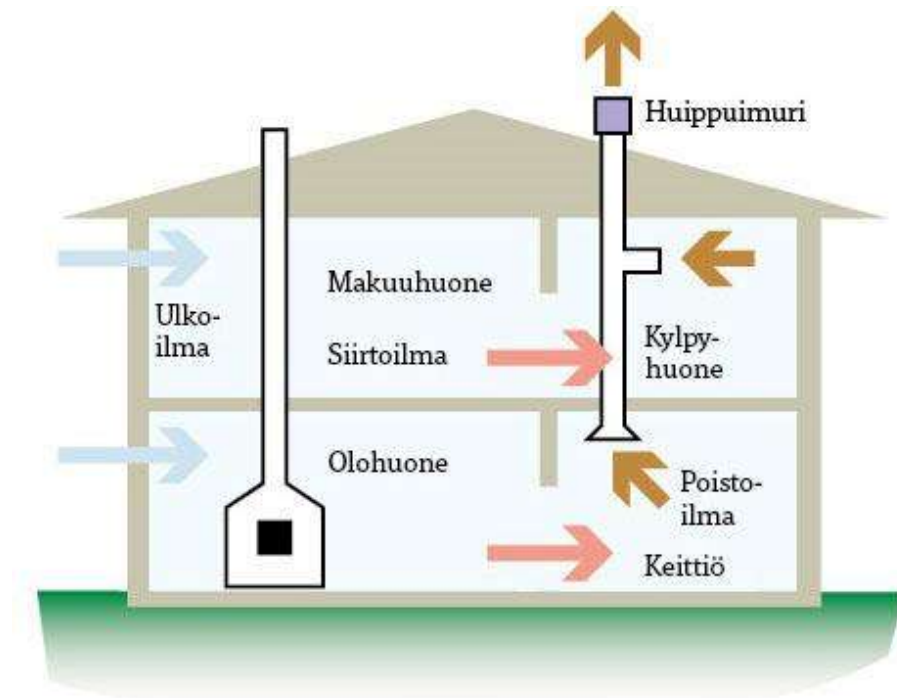 Huippuimuri
Makuuhuone
Ulko-
ilma
Siirtoilma
Kylpy-
huone
Olohuone
Poisto-
ilma
Keittiö